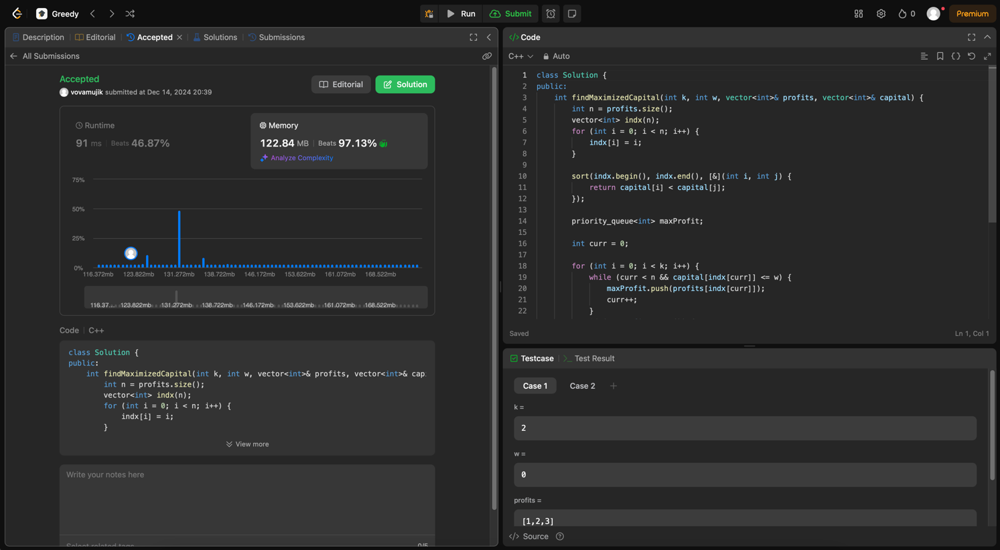 Greedy
Run
Submit
0
Premium
Description
Editorial
Accepted
Solutions
Submissions
All Submissions
Accepted
vovamujik submitted at Dec 14, 2024 20:39
Editorial
Solution
Runtime
91 ms | Beats 46.87%
Memory
122.84 MB | Beats 97.13%
Analyze Complexity
75%
50%
25%
0%
116.372mb 123.822mb 131.272mb 138.722mb 146.172mb 153.622mb 161.072mb 168.522mb
116.37... 123.822mb 131.272mb 138.722mb 146.172mb 153.622mb 161.072mb 168.522mb
Code | C++
class Solution {
public:
    int findMaximizedCapital(int k, int w, vector<int>& profits, vector<int>& cap
        int n = profits.size();
        vector<int> indx(n);
        for (int i = 0; i < n; i++) {
            indx[i] = i;
        }
View more
Write your notes here
Select related tags
0/5
</> Code
C++
Auto
1 class Solution {
2 public:
3     int findMaximizedCapital(int k, int w, vector<int>& profits, vector<int>& capital) {
4         int n = profits.size();
5         vector<int> indx(n);
6         for (int i = 0; i < n; i++) {
7             indx[i] = i;
8         }
9
10         sort(indx.begin(), indx.end(), [&](int i, int j) {
11             return capital[i] < capital[j];
12         });
13
14         priority_queue<int> maxProfit;
15
16         int curr = 0;
17
18         for (int i = 0; i < k; i++) {
19             while (curr < n && capital[indx[curr]] <= w) {
20                 maxProfit.push(profits[indx[curr]]);
21                 curr++;
22             }
Saved
Ln 1, Col 1
Testcase
>_ Test Result
Case 1
Case 2
+
k =
2
w =
0
profits =
[1,2,3]
</> Source